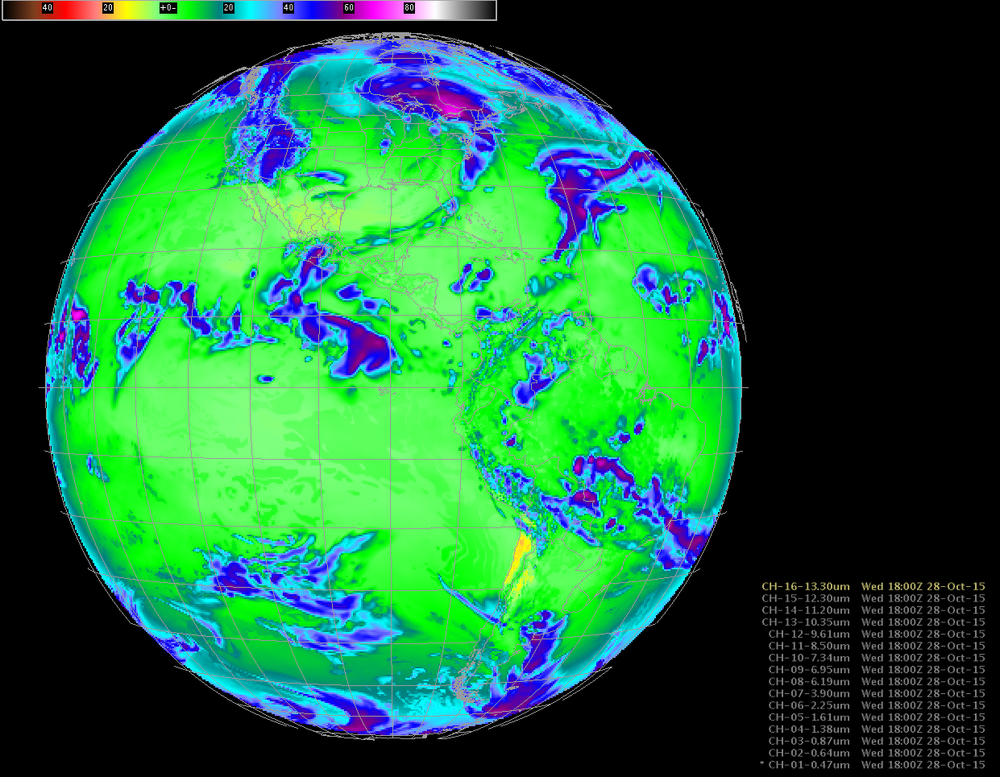 40 20 +0- 20 40 60 80
CH-16-13.30um Wed 18:00Z 28-Oct-15
CH-15-12.30um Wed 18:00Z 28-Oct-15
CH-14-11.20um Wed 18:00Z 28-Oct-15
CH-13-10.35um Wed 18:00Z 28-Oct-15
CH-12-9.61um Wed 18:00Z 28-Oct-15
CH-11-8.50um Wed 18:00Z 28-Oct-15
CH-10-7.34um Wed 18:00Z 28-Oct-15
CH-09-6.95um Wed 18:00Z 28-Oct-15
CH-08-6.19um Wed 18:00Z 28-Oct-15
CH-07-3.90um Wed 18:00Z 28-Oct-15
CH-06-2.25um Wed 18:00Z 28-Oct-15
CH-05-1.61um Wed 18:00Z 28-Oct-15
CH-04-1.38um Wed 18:00Z 28-Oct-15
CH-03-0.87um Wed 18:00Z 28-Oct-15
CH-02-0.64um Wed 18:00Z 28-Oct-15
* CH-01-0.47um Wed 18:00Z 28-Oct-15